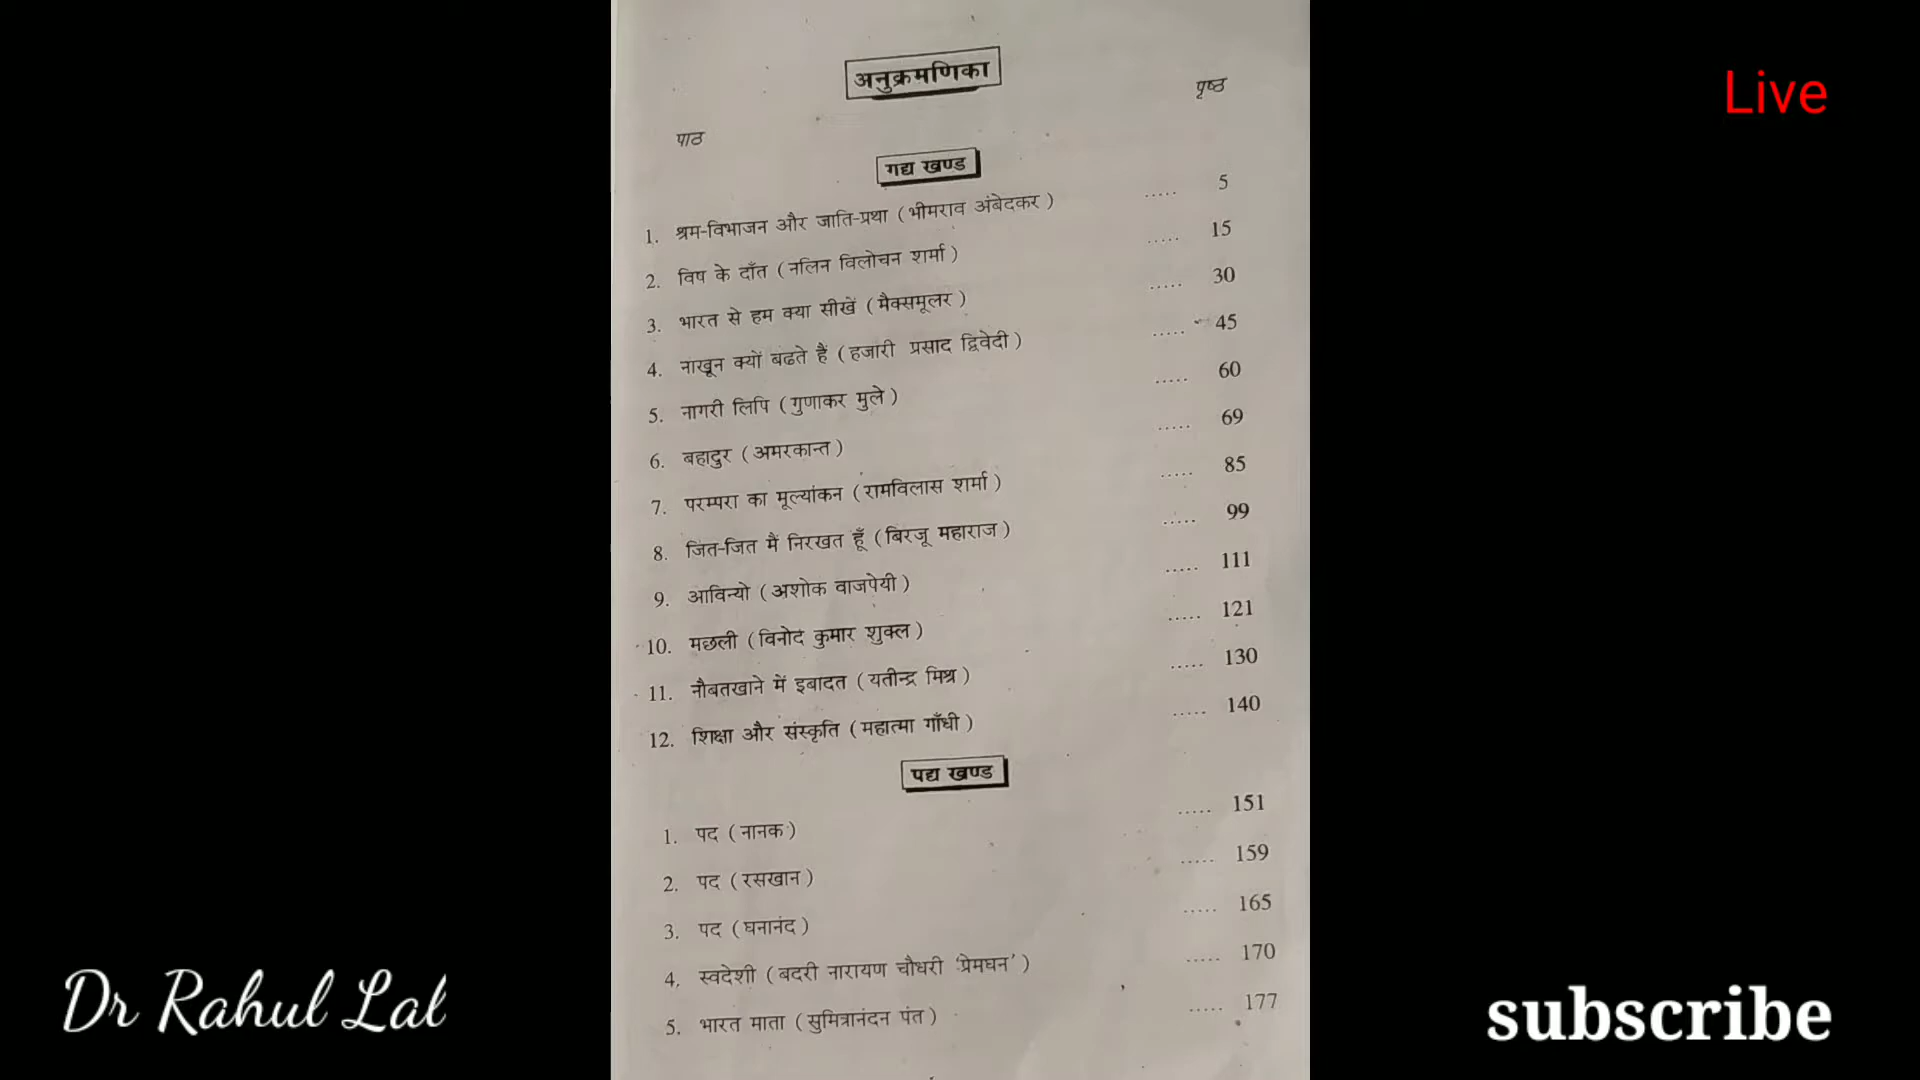 अनुक्रमणिका
पाठ पृष्ठ
गद्य खण्ड
1. श्रम-विभाजन और जाति-प्रथा (भीमराव अंबेदकर) ..... 5
2. विष के दाँत (नलिन विलोचन शर्मा) ..... 15
3. भारत से हम क्या सीखें (मैक्समूलर) ..... 30
4. नाखून क्यों बढते हैं (हजारी प्रसाद द्विवेदी) ..... 45
5. नागरी लिपि (गुणाकर मुले) ..... 60
6. बहादुर (अमरकान्त) ..... 69
7. परम्परा का मूल्यांकन (रामविलास शर्मा) ..... 85
8. जित-जित मैं निरखत हूँ (बिरजू महाराज) ..... 99
9. आविन्यो (अशोक वाजपेयी) ..... 111
10. मछली (विनोद कुमार शुक्ल) ..... 121
11. नौबतखाने में इबादत (यतीन्द्र मिश्र) ..... 130
12. शिक्षा और संस्कृति (महात्मा गाँधी) ..... 140
पद्य खण्ड
1. पद (नानक) ..... 151
2. पद (रसखान) ..... 159
3. पद (घनानंद) ..... 165
4. स्वदेशी (बदरी नारायण चौधरी 'प्रेमघन') ..... 170
5. भारत माता (सुमित्रानंदन पंत) ..... 177
Live
Dr Rahul Lal
subscribe